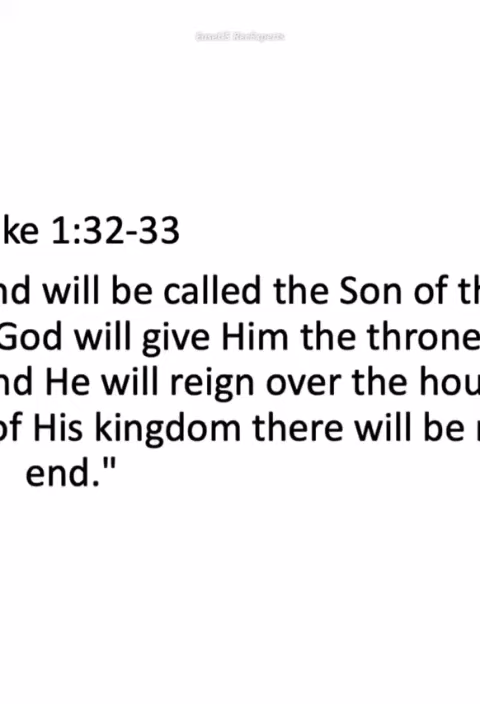 ke 1:32-33
nd will be called the Son of th
God will give Him the throne
nd He will reign over the hou
of His kingdom there will be n
end."